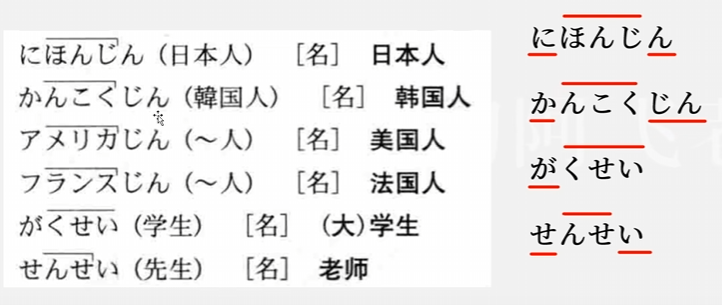 にほんじん（日本人） ［名］ 日本人
かんこくじん（韓国人） ［名］ 韩国人
アメリカじん（～人） ［名］ 美国人
フランスじん（～人） ［名］ 法国人
がくせい（学生） ［名］ （大）学生
せんせい（先生） ［名］ 老师
にほんじん
かんこくじん
がくせい
せんせい